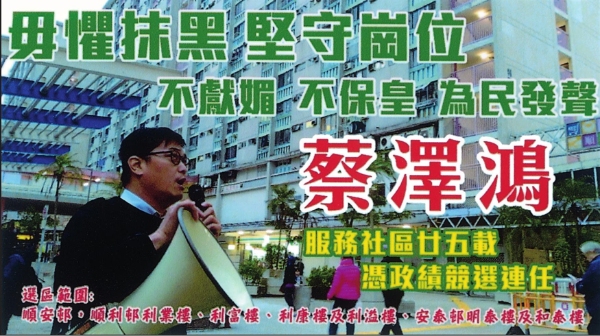 毋懼抹黑 堅守崗位
不獻媚 不保皇 為民發聲
蔡澤鴻
服務社區廿五載
憑政績競選連任
選區範圍:
順安邨、順利邨利業樓、利富樓、利康樓及利溢樓、安泰邨明泰樓及和泰樓